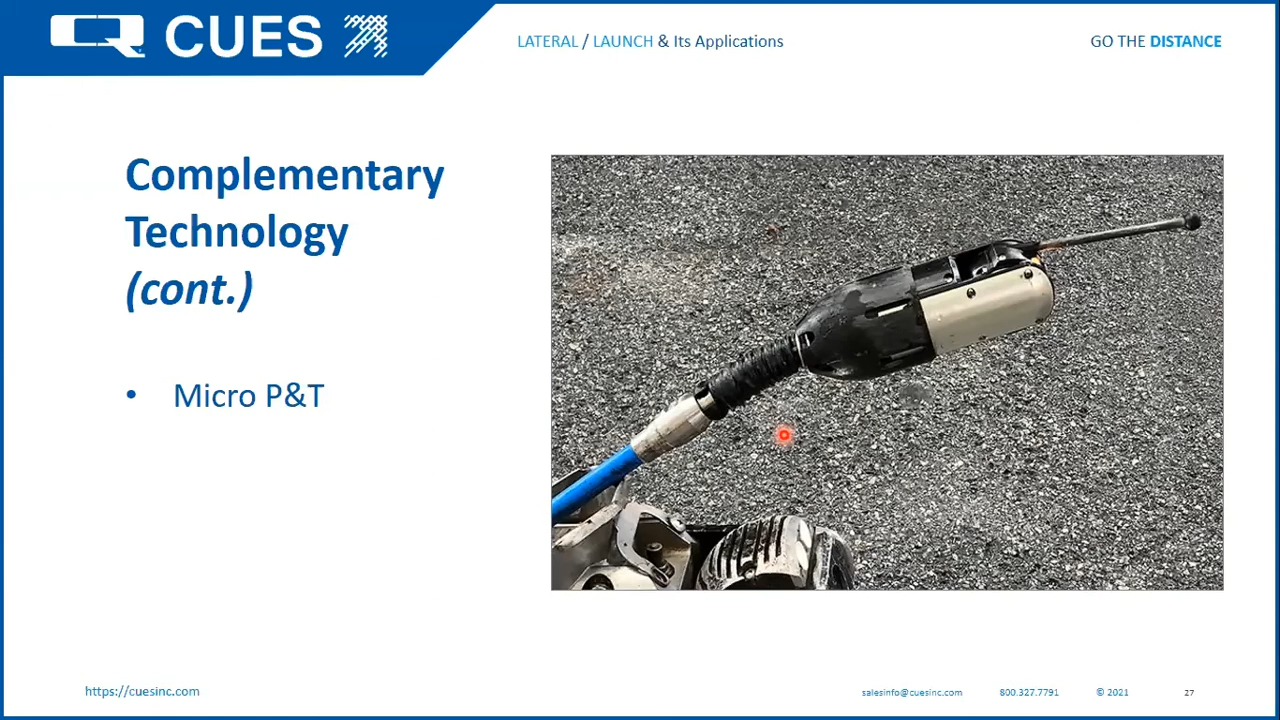 CUES
LATERAL / LAUNCH & Its Applications
GO THE DISTANCE
Complementary
Technology
(cont.)
• Micro P&T
https://cuesinc.com
salesinfo@cuesinc.com
800.327.7791
© 2021
27